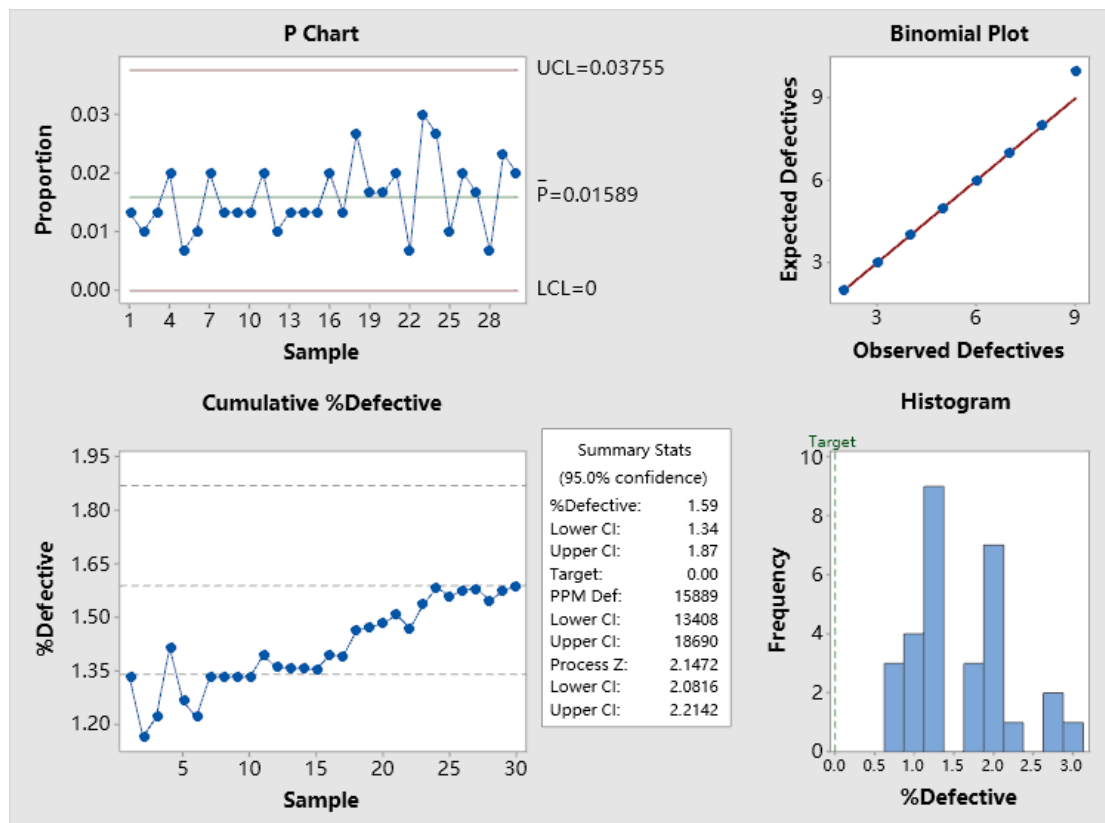 P Chart
Proportion
0.03
0.02
0.01
0.00
UCL=0.03755
P̄=0.01589
LCL=0
1 4 7 10 13 16 19 22 25 28
Sample
Binomial Plot
Expected Defectives
9
6
3
3 6 9
Observed Defectives
Cumulative %Defective
%Defective
1.95
1.80
1.65
1.50
1.35
1.20
5 10 15 20 25 30
Sample
Summary Stats
(95.0% confidence)
%Defective: 1.59
Lower CI: 1.34
Upper CI: 1.87
Target: 0.00
PPM Def: 15889
Lower CI: 13408
Upper CI: 18690
Process Z: 2.1472
Lower CI: 2.0816
Upper CI: 2.2142
Histogram
Target
Frequency
10
8
6
4
2
0
0.0 0.5 1.0 1.5 2.0 2.5 3.0
%Defective